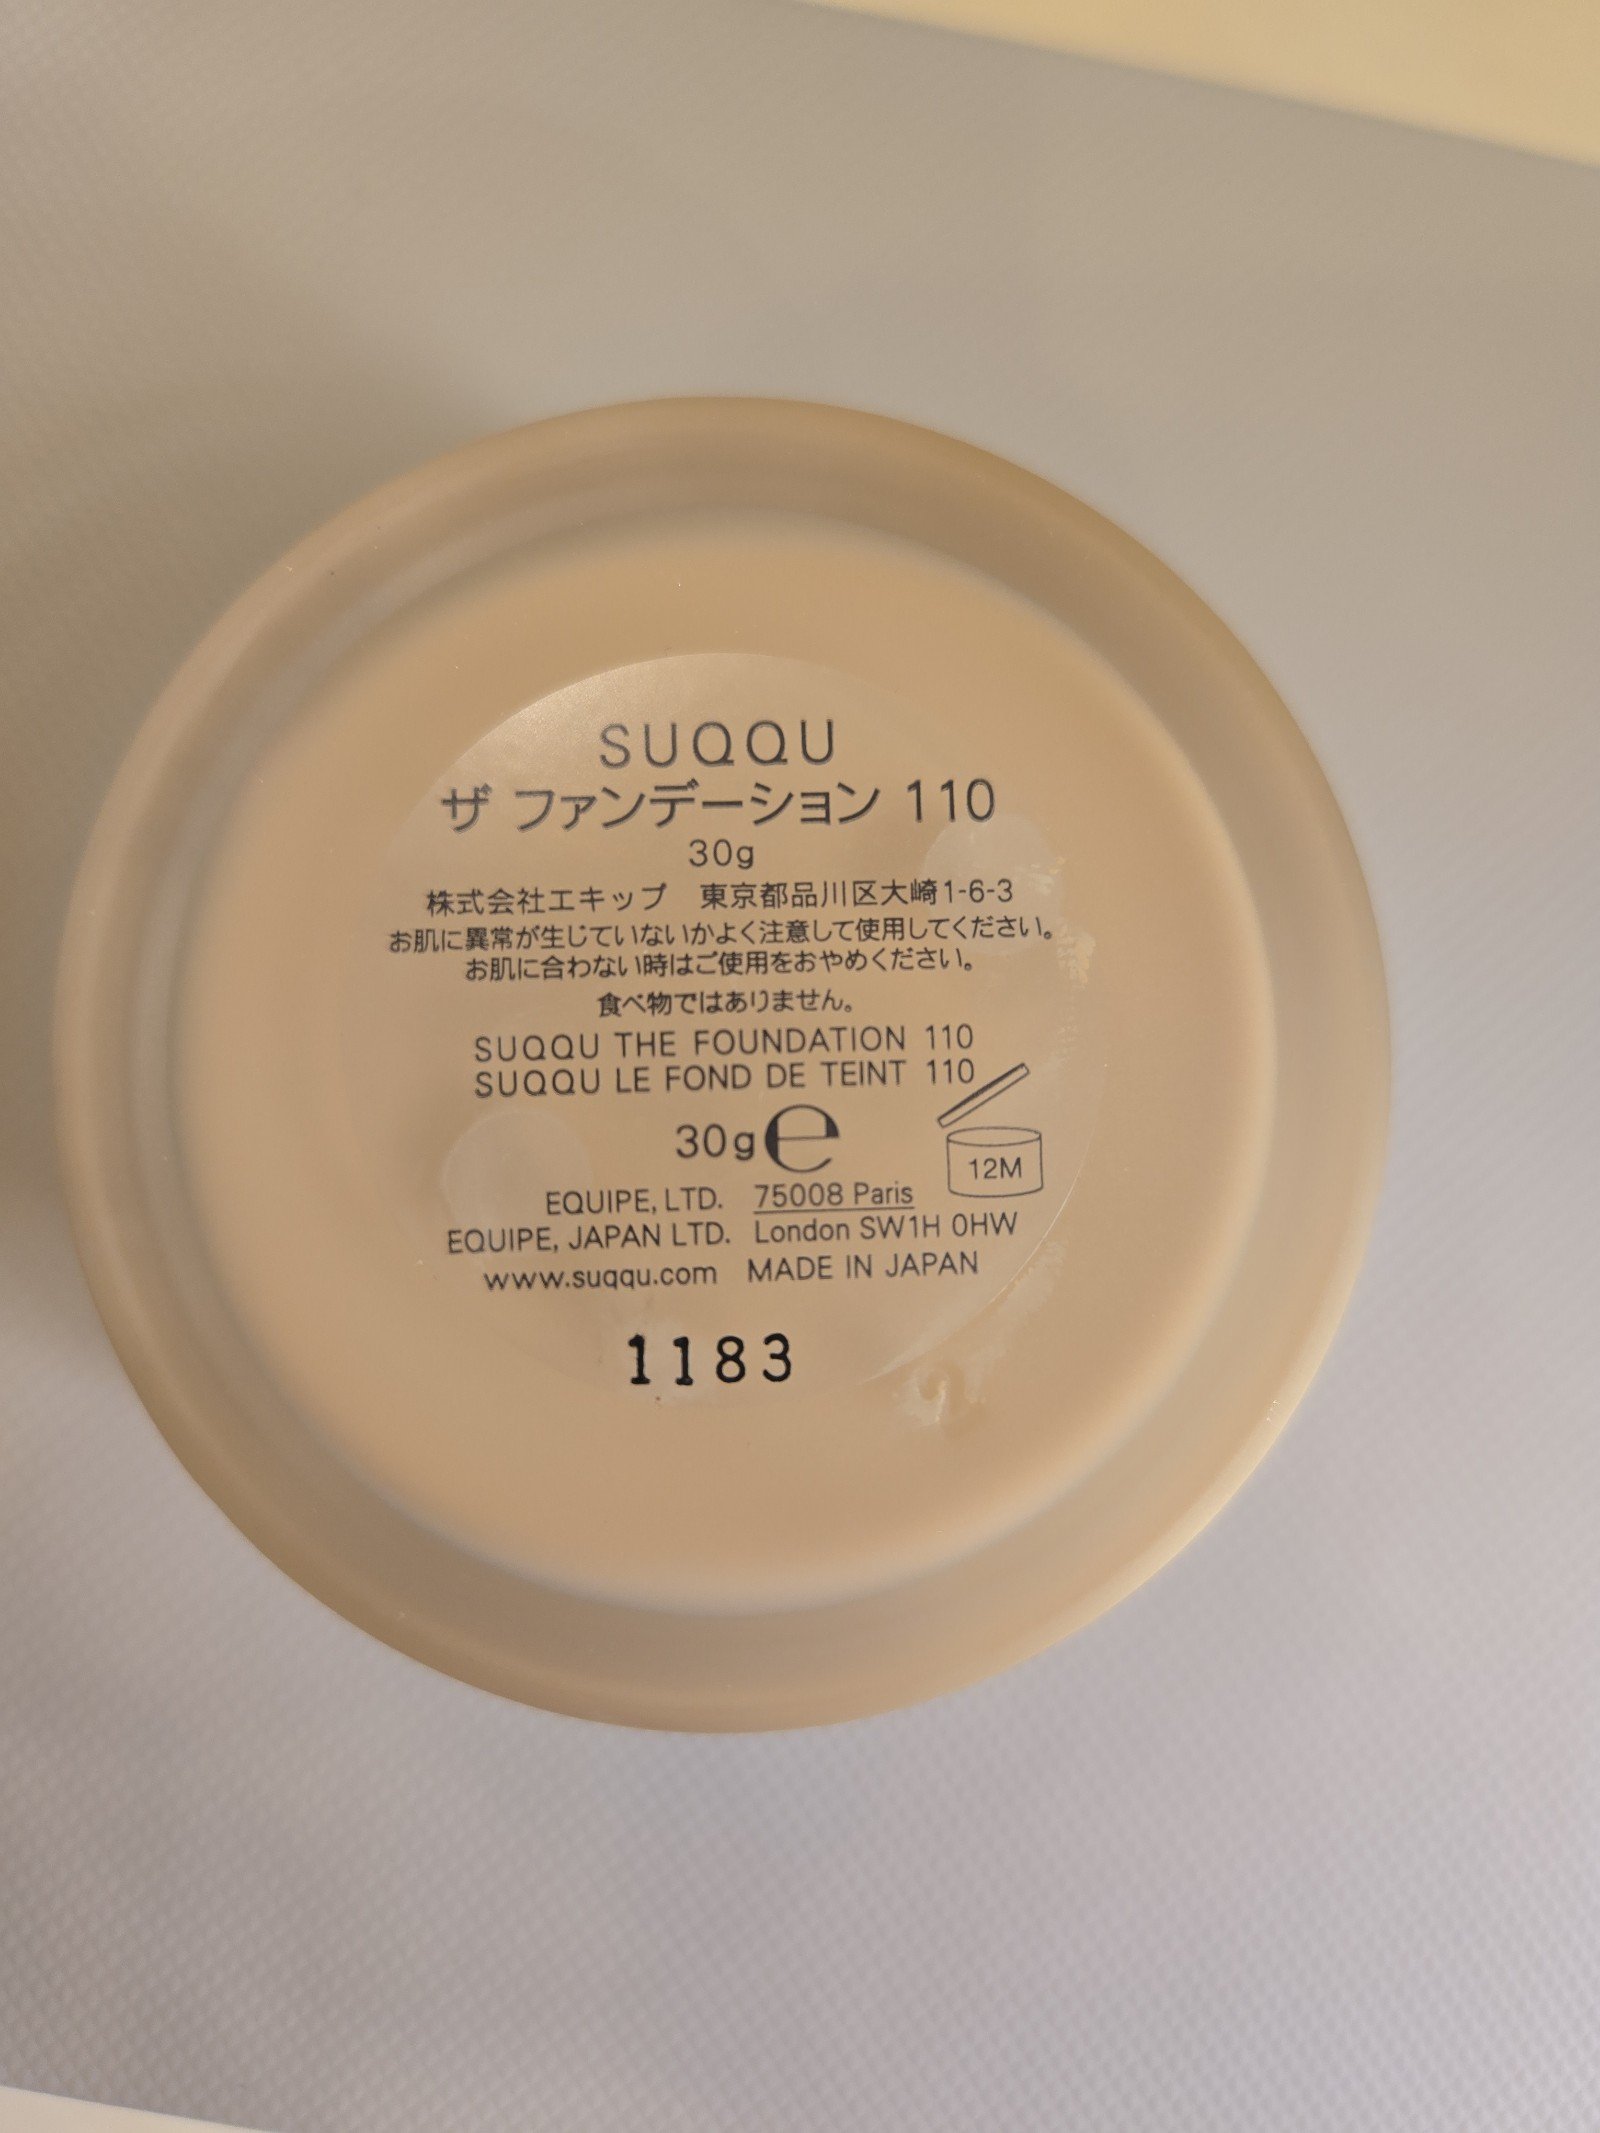 SUQQU
ザ ファンデーション 110
30g
株式会社エキップ 東京都品川区大崎1-6-3
お肌に異常が生じていないかよく注意して使用してください。
お肌に合わない時はご使用をおやめください。
食べ物ではありません。
SUQQU THE FOUNDATION 110
SUQQU LE FOND DE TEINT 110
30g e
12M
EQUIPE, LTD. 75008 Paris
EQUIPE, JAPAN LTD. London SW1H 0HW
www.suqqu.com MADE IN JAPAN
1183